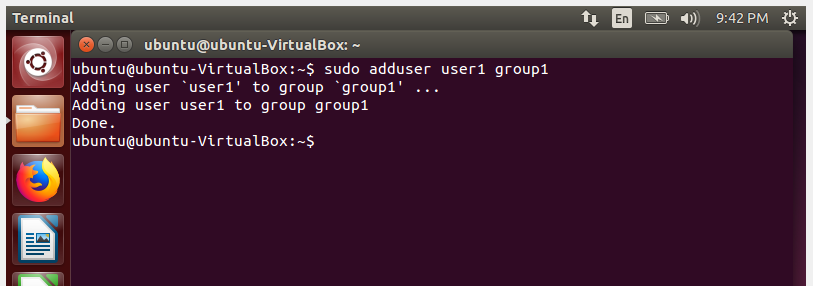 Terminal
En
9:42 PM
ubuntu@ubuntu-VirtualBox: ~
ubuntu@ubuntu-VirtualBox:~$ sudo adduser user1 group1
Adding user `user1' to group `group1' ...
Adding user user1 to group group1
Done.
ubuntu@ubuntu-VirtualBox:~$